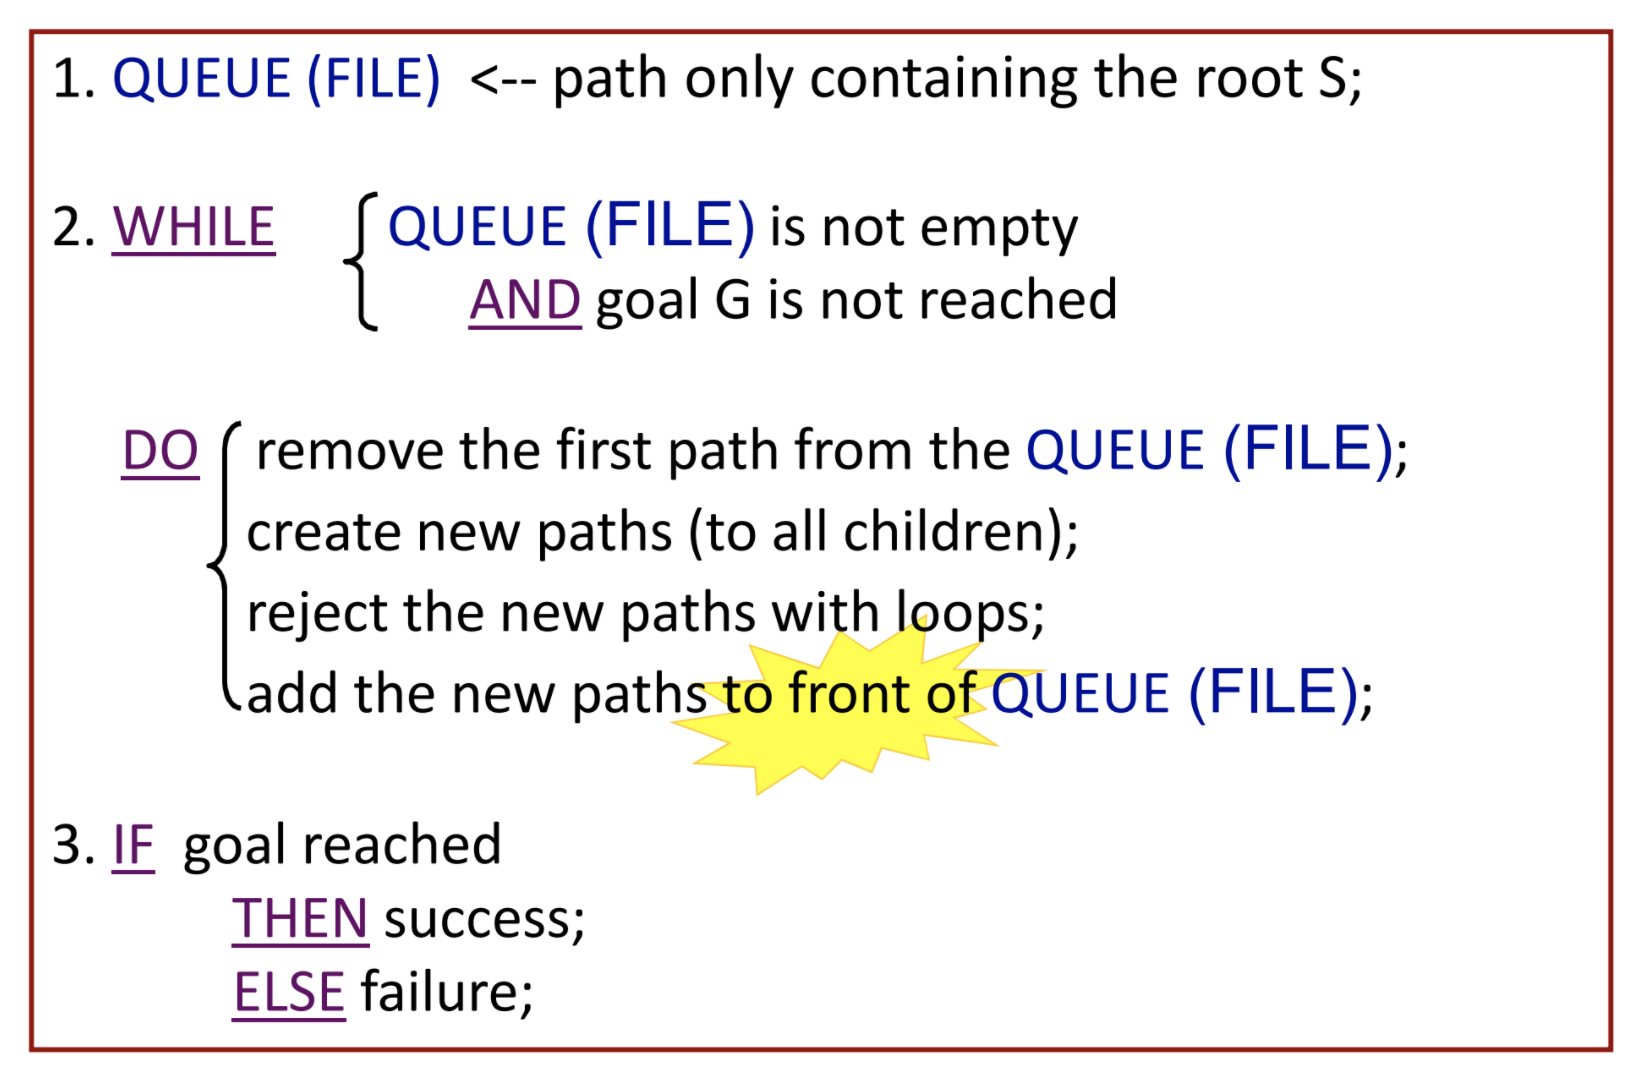 1. QUEUE (FILE) <-- path only containing the root S;
2. WHILE QUEUE (FILE) is not empty
AND goal G is not reached
DO remove the first path from the QUEUE (FILE);
create new paths (to all children);
reject the new paths with loops;
add the new paths to front of QUEUE (FILE);
3. IF goal reached
THEN success;
ELSE failure;